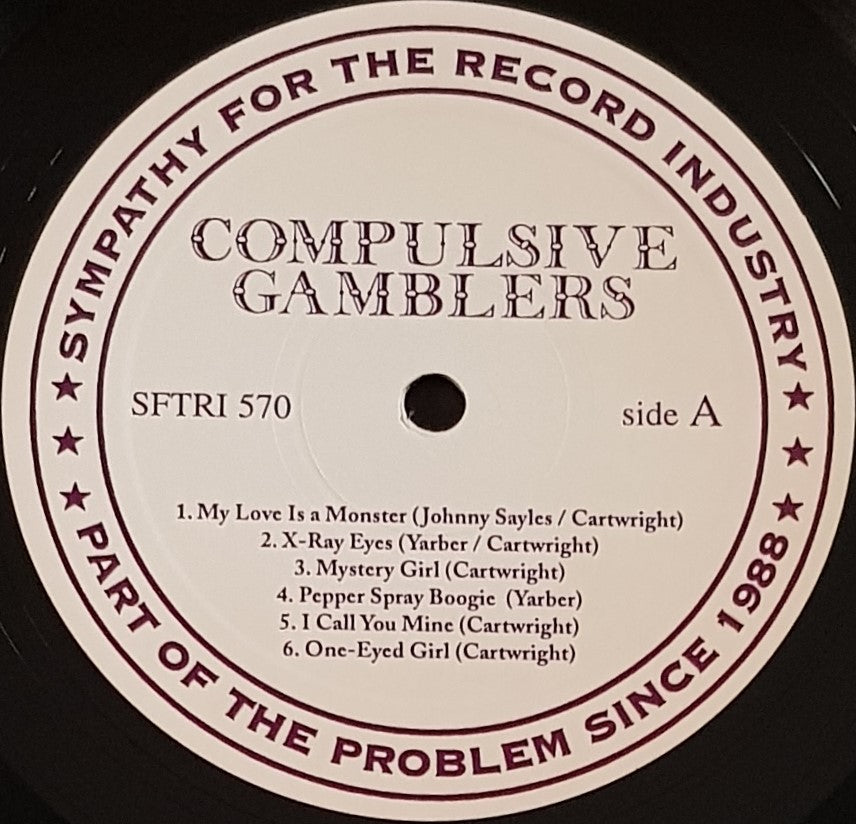 SYMPATHY FOR THE RECORD INDUSTRY
COMPULSIVE
GAMBLERS
SFTRI 570
side A
1. My Love Is a Monster (Johnny Sayles / Cartwright)
2. X-Ray Eyes (Yarber / Cartwright)
3. Mystery Girl (Cartwright)
4. Pepper Spray Boogie (Yarber)
5. I Call You Mine (Cartwright)
6. One-Eyed Girl (Cartwright)
PART OF THE PROBLEM SINCE 1988